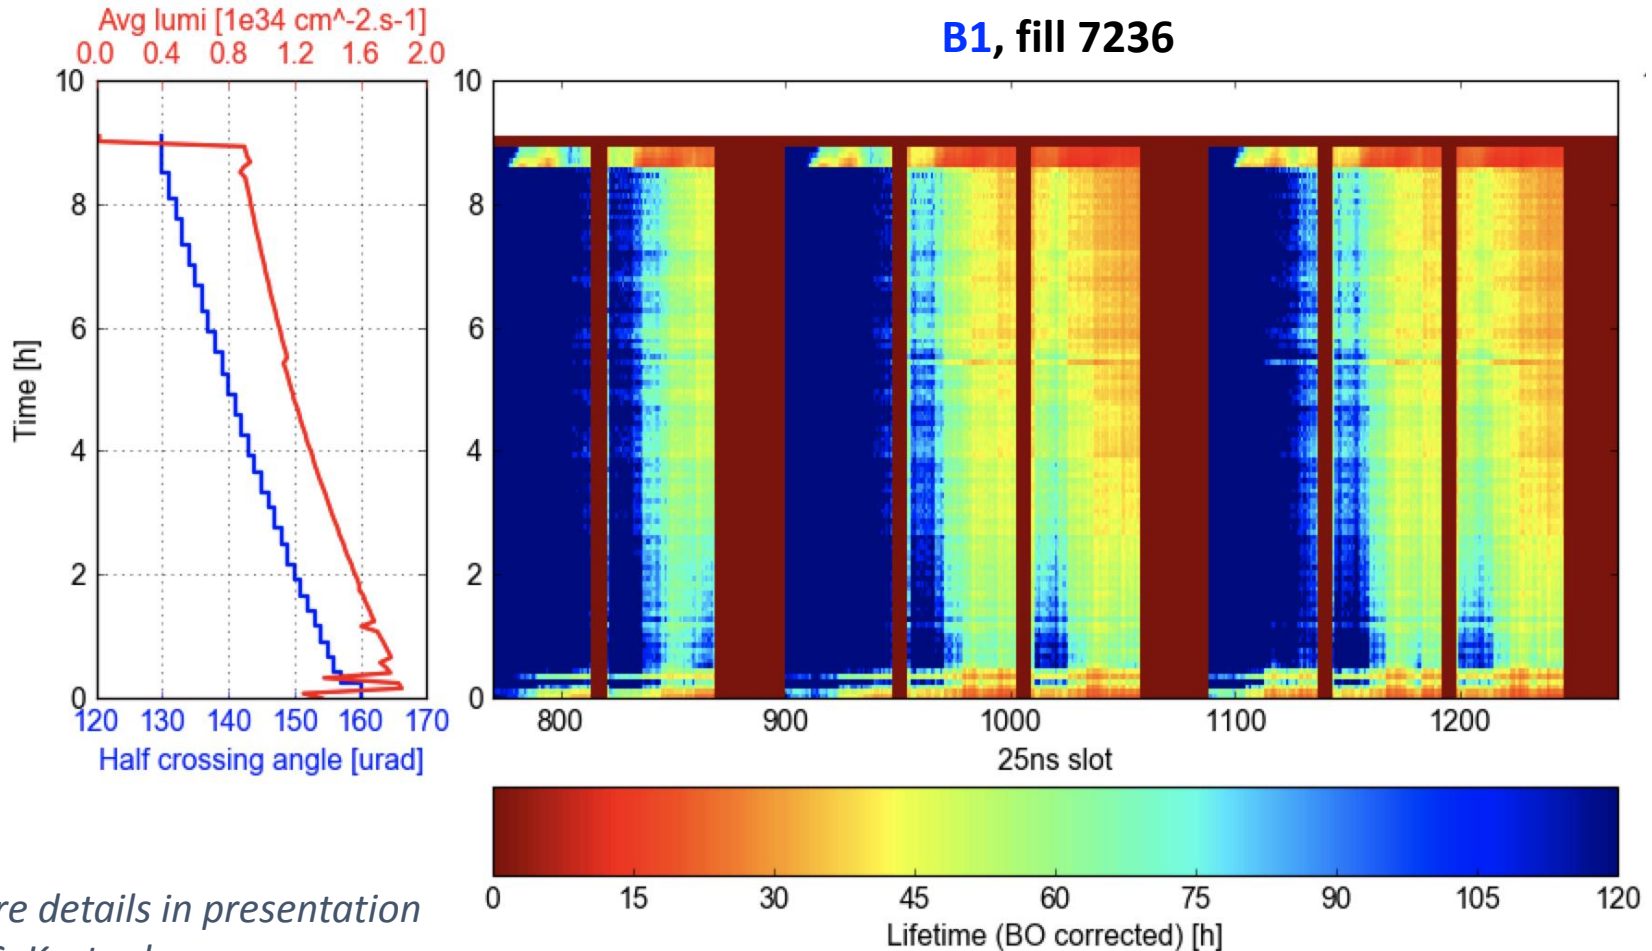 Avg lumi [1e34 cm^-2.s-1]
0.0 0.4 0.8 1.2 1.6 2.0
B1, fill 7236
10
8
6
4
2
0
Time [h]
120 130 140 150 160 170
Half crossing angle [urad]
10
8
6
4
2
0
800 900 1000 1100 1200
25ns slot
0 15 30 45 60 75 90 105 120
Lifetime (BO corrected) [h]
re details in presentation